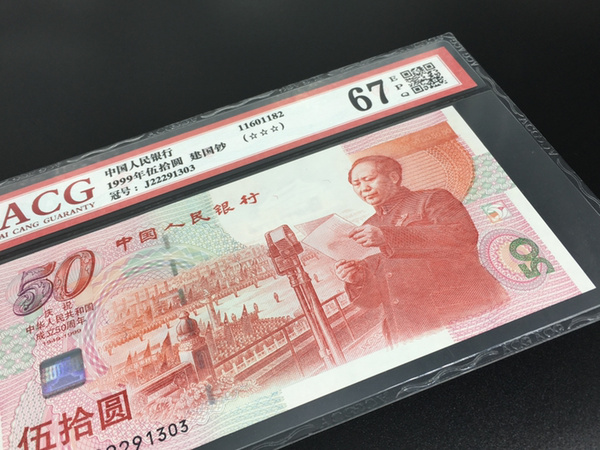 67 EPQ
11601182
(☆☆☆)
中国人民银行
1999年伍拾圆 建国钞
冠号：J22291303
ACG
AI CANG GUARANTY
中国人民银行
50
庆祝
中华人民共和国
成立50周年
1949-1999
50
伍拾圆
2291303